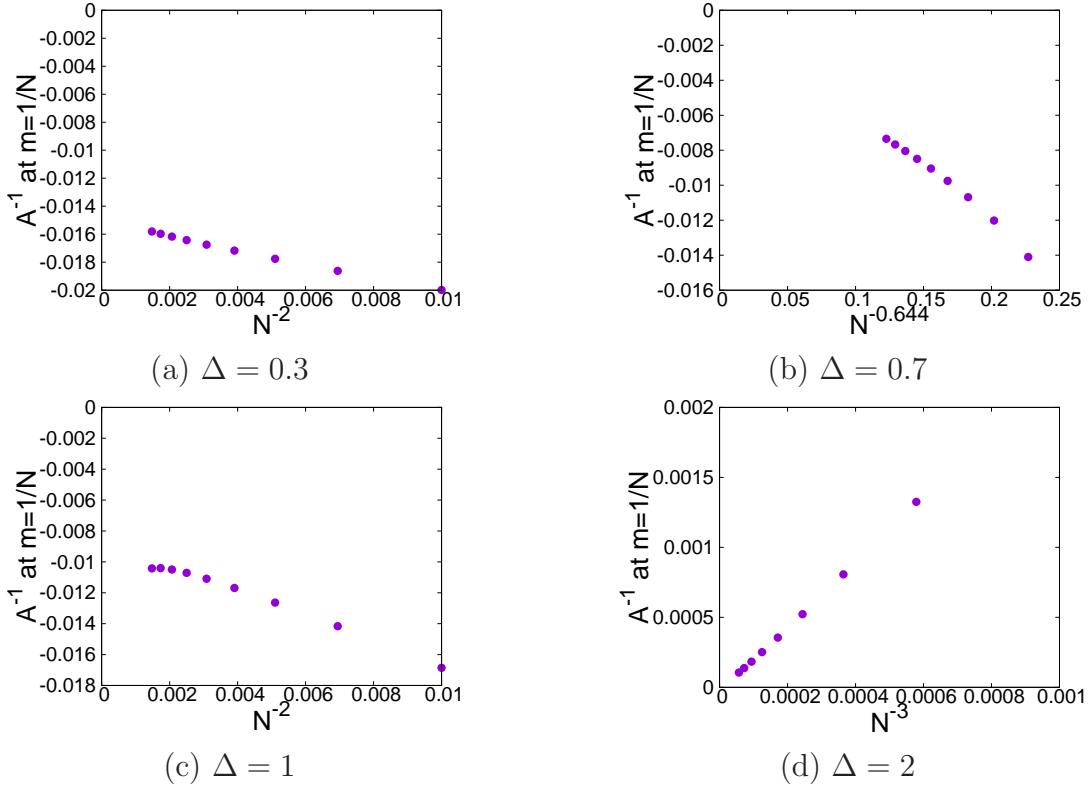 0
-0.002
-0.004
-0.006
-0.008
-0.01
-0.012
-0.014
-0.016
-0.018
-0.02
A⁻¹ at m=1/N
0 0.002 0.004 0.006 0.008 0.01
N⁻²
(a) Δ = 0.3
0
-0.002
-0.004
-0.006
-0.008
-0.01
-0.012
-0.014
-0.016
A⁻¹ at m=1/N
0 0.05 0.1 0.15 0.2 0.25
N⁻⁰·⁶⁴⁴
(b) Δ = 0.7
0
-0.002
-0.004
-0.006
-0.008
-0.01
-0.012
-0.014
-0.016
-0.018
A⁻¹ at m=1/N
0 0.002 0.004 0.006 0.008 0.01
N⁻²
(c) Δ = 1
0.002
0.0015
0.001
0.0005
0
A⁻¹ at m=1/N
0 0.0002 0.0004 0.0006 0.0008 0.001
N⁻³
(d) Δ = 2